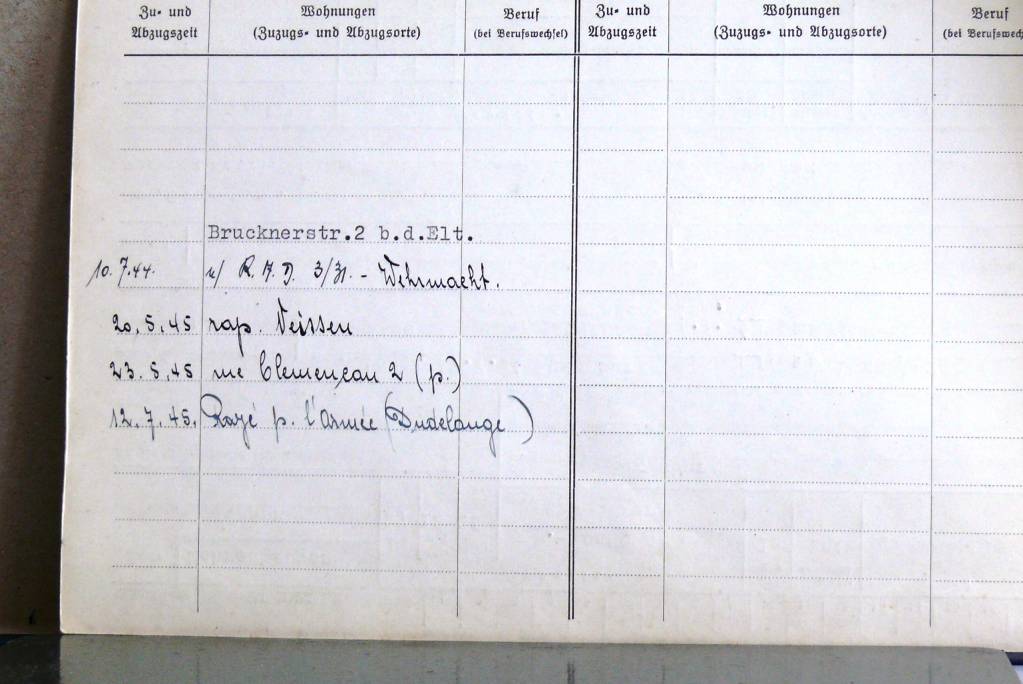 Zu- und Abzugszeit
Wohnungen
(Zuzugs- und Abzugsorte)
Beruf
(bei Berufswechsel)
Zu- und Abzugszeit
Wohnungen
(Zuzugs- und Abzugsorte)
Beruf
(bei Berufswech
Brucknerstr.2 b.d.Elt.
10.7.44. n/ R.A.D. 3/31. - Wehrmacht.
20.5.45 rap. Meissen
23.5.45 rue Clemenceau 2 (p.)
12.7.45. Rayé p. l'Armée (Dudelange)